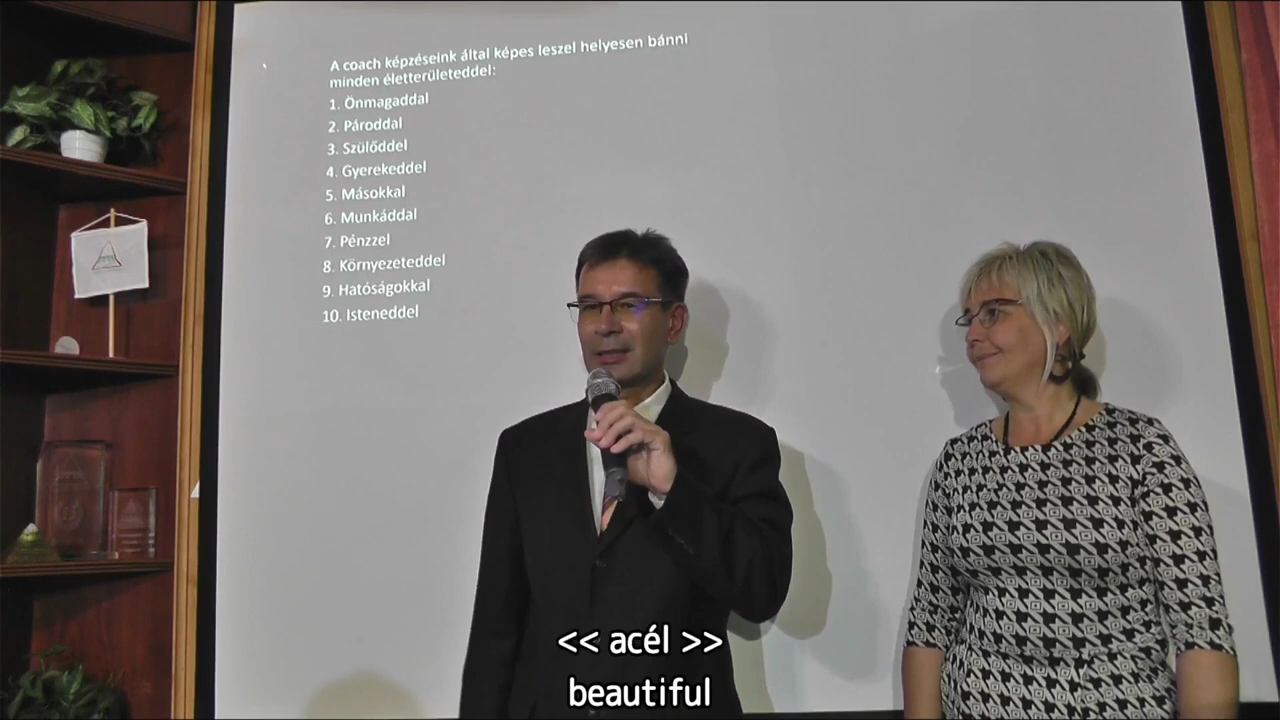 A coach képzéseink által képes leszel helyesen bánni
minden életterületeddel:
1. Önmagaddal
2. Pároddal
3. Szülőddel
4. Gyerekeddel
5. Másokkal
6. Munkáddal
7. Pénzzel
8. Környezeteddel
9. Hatóságokkal
10. Isteneddel
<< acél >>
beautiful